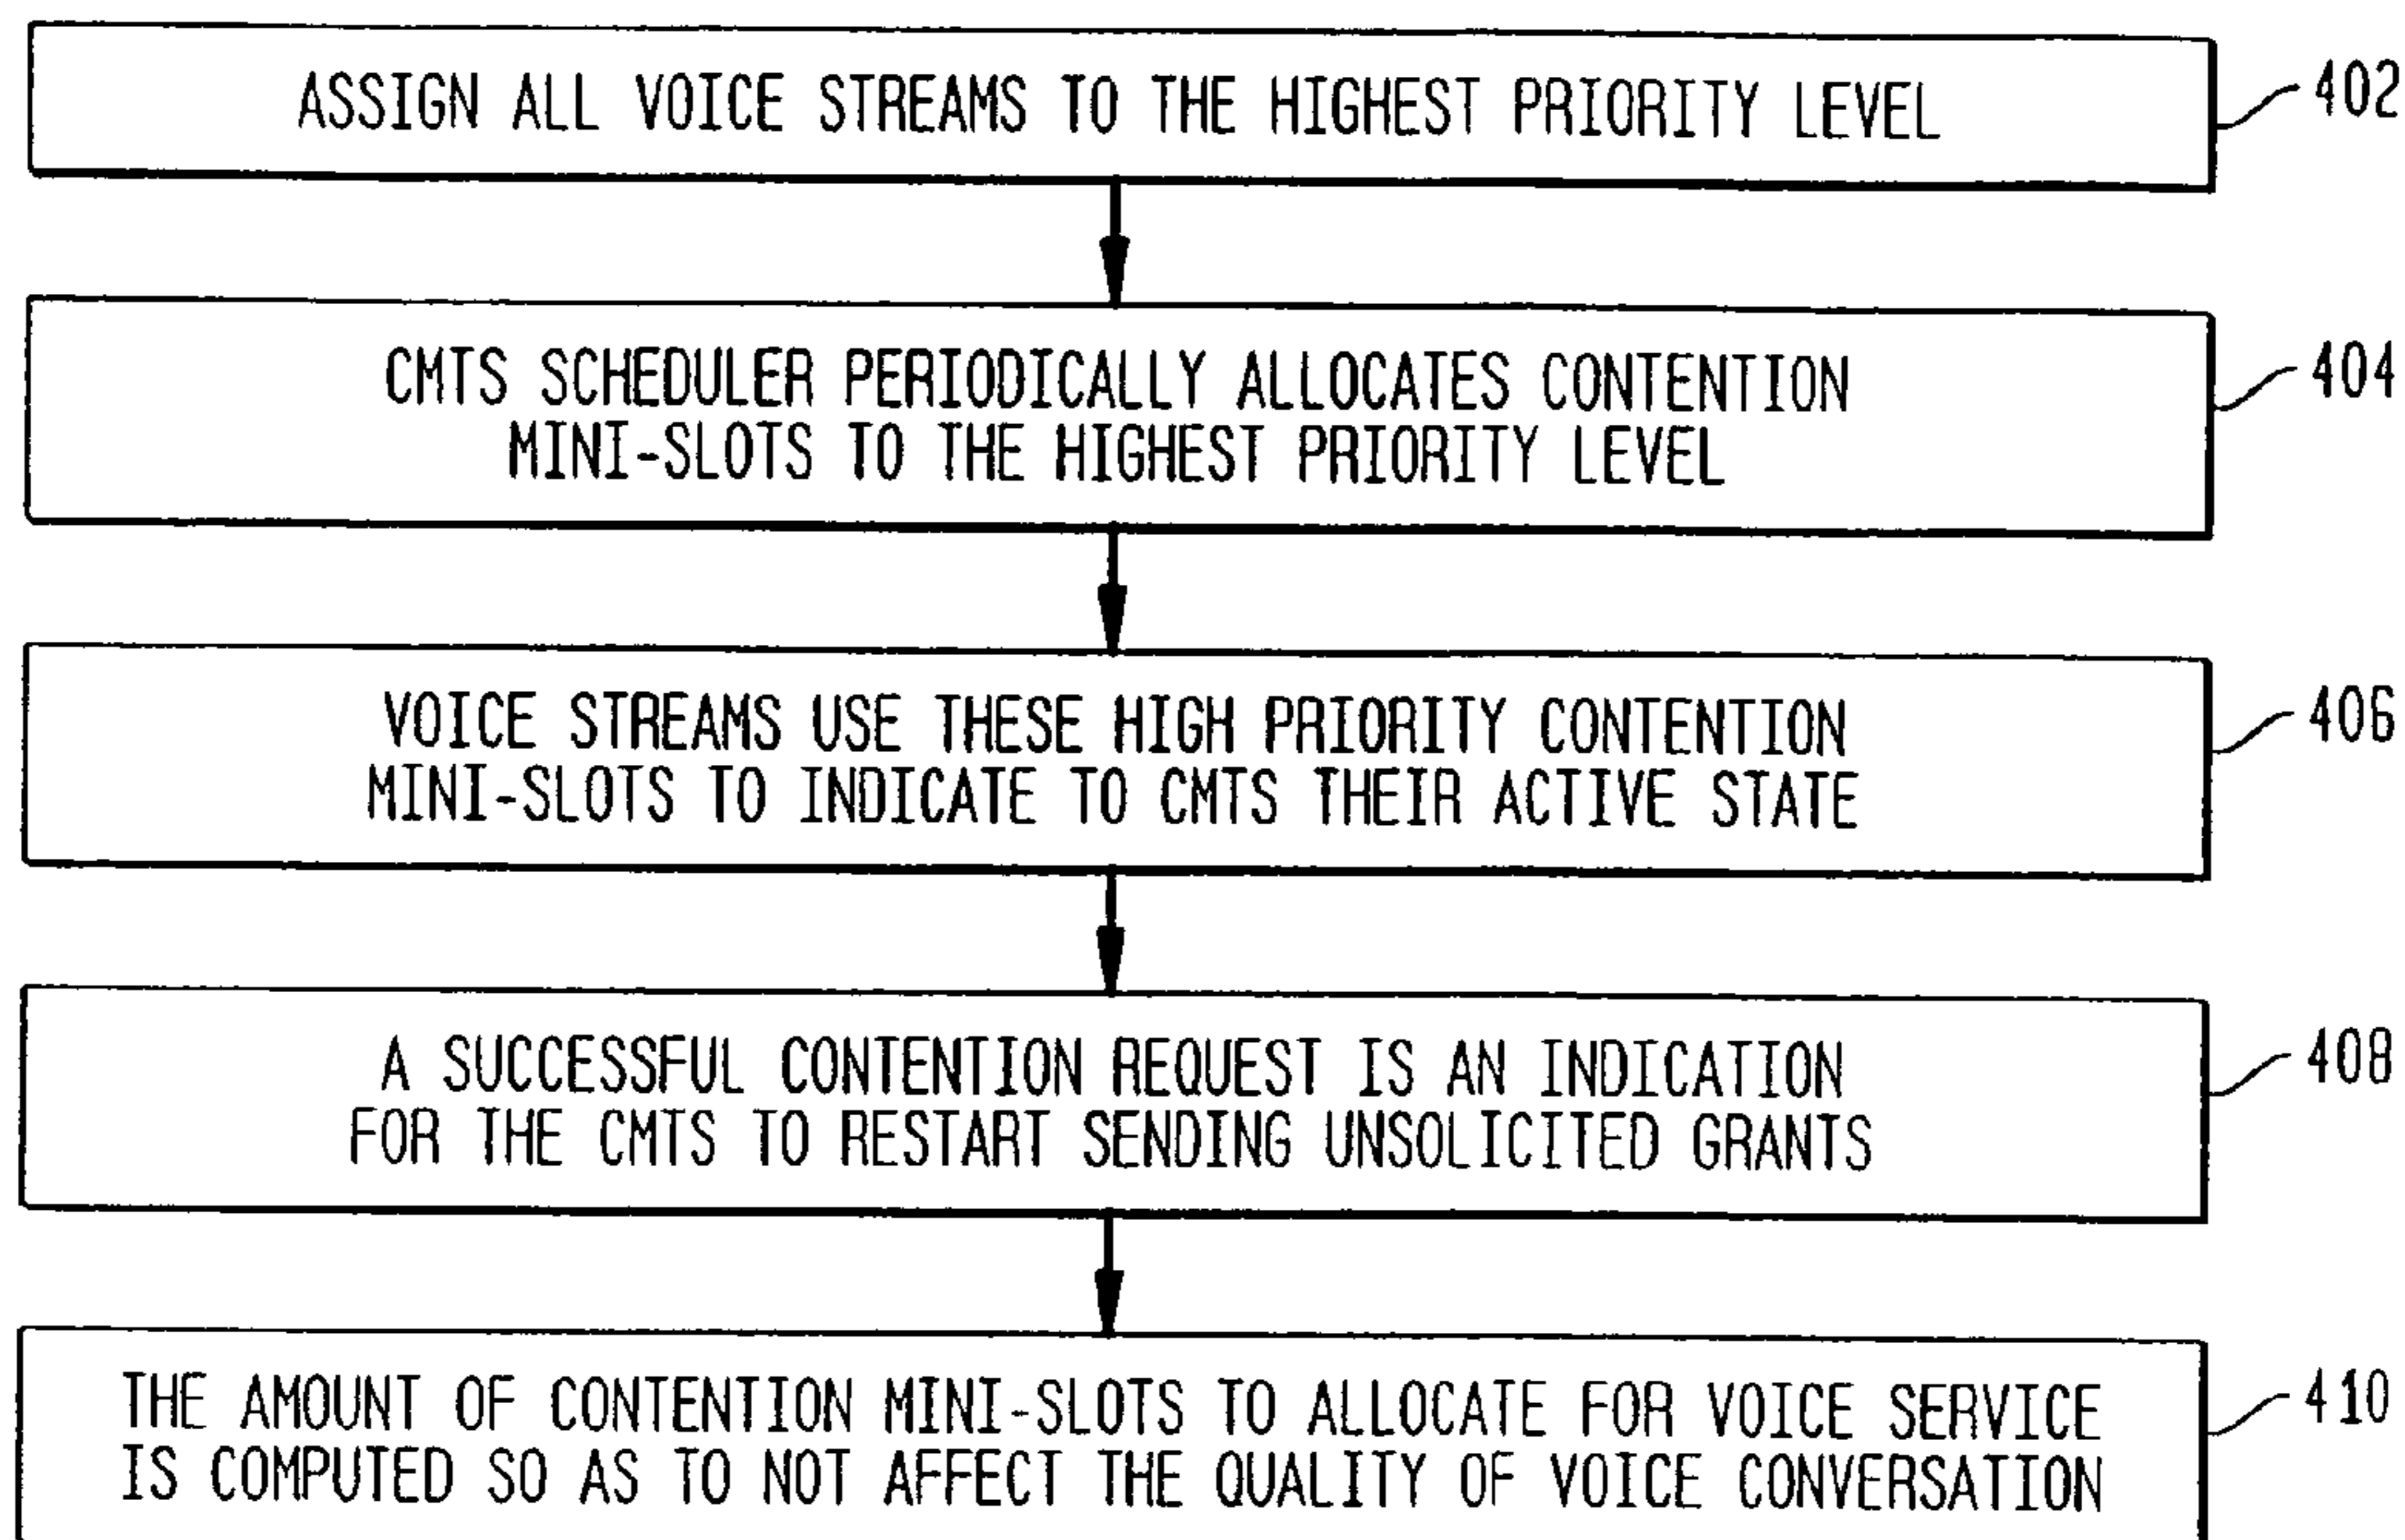 ASSIGN ALL VOICE STREAMS TO THE HIGHEST PRIORITY LEVEL
402
CMTS SCHEDULER PERIODICALLY ALLOCATES CONTENTION
MINI-SLOTS TO THE HIGHEST PRIORITY LEVEL
404
VOICE STREAMS USE THESE HIGH PRIORITY CONTENTION
MINI-SLOTS TO INDICATE TO CMTS THEIR ACTIVE STATE
406
A SUCCESSFUL CONTENTION REQUEST IS AN INDICATION
FOR THE CMTS TO RESTART SENDING UNSOLICITED GRANTS
408
THE AMOUNT OF CONTENTION MINI-SLOTS TO ALLOCATE FOR VOICE SERVICE
IS COMPUTED SO AS TO NOT AFFECT THE QUALITY OF VOICE CONVERSATION
410